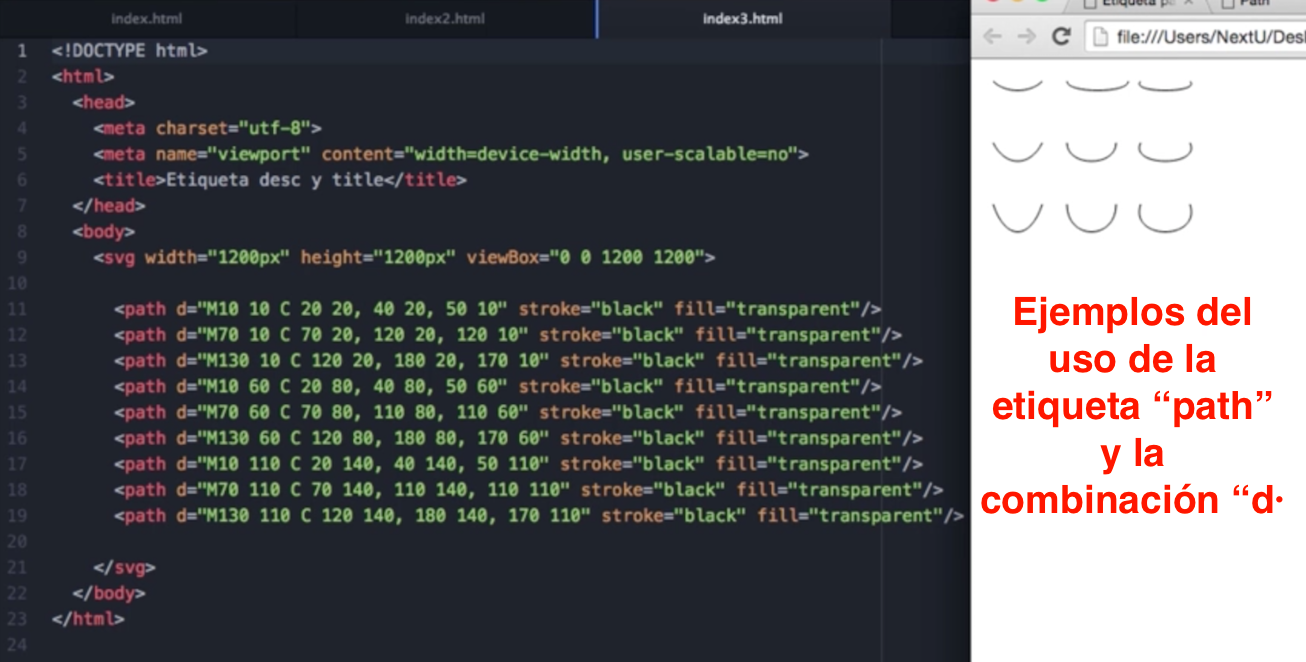 index.html
index2.html
index3.html
1 <!DOCTYPE html>
2 <html>
3 <head>
4 <meta charset="utf-8">
5 <meta name="viewport" content="width=device-width, user-scalable=no">
6 <title>Etiqueta desc y title</title>
7 </head>
8 <body>
9 <svg width="1200px" height="1200px" viewBox="0 0 1200 1200">
10
11 <path d="M10 10 C 20 20, 40 20, 50 10" stroke="black" fill="transparent"/>
12 <path d="M70 10 C 70 20, 120 20, 120 10" stroke="black" fill="transparent"/>
13 <path d="M130 10 C 120 20, 180 20, 170 10" stroke="black" fill="transparent"/>
14 <path d="M10 60 C 20 80, 40 80, 50 60" stroke="black" fill="transparent"/>
15 <path d="M70 60 C 70 80, 110 80, 110 60" stroke="black" fill="transparent"/>
16 <path d="M130 60 C 120 80, 180 80, 170 60" stroke="black" fill="transparent"/>
17 <path d="M10 110 C 20 140, 40 140, 50 110" stroke="black" fill="transparent"/>
18 <path d="M70 110 C 70 140, 110 140, 110 110" stroke="black" fill="transparent"/>
19 <path d="M130 110 C 120 140, 180 140, 170 110" stroke="black" fill="transparent"/>
20
21 </svg>
22 </body>
23 </html>
24
Etiqueta
Path
file:///Users/NextU/Des
Ejemplos del
uso de la
etiqueta “path”
y la
combinación “d